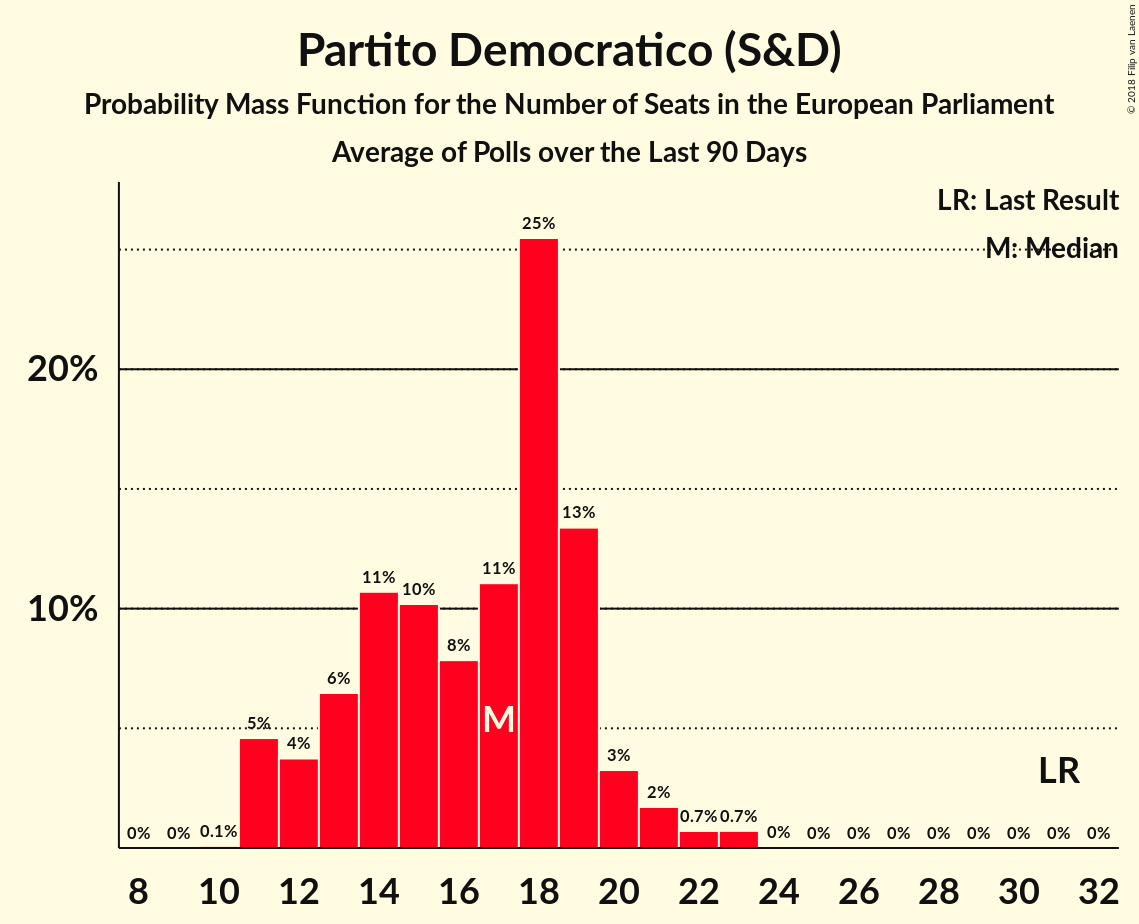 Partito Democratico (S&D)
Probability Mass Function for the Number of Seats in the European Parliament
Average of Polls over the Last 90 Days
© 2018 Filip van Laenen
LR: Last Result
M: Median
20%
10%
0% 0% 0.1% 5% 4% 6% 11% 10% 8% 11% 25% 13% 3% 2% 0.7% 0.7% 0% 0% 0% 0% 0% 0% 0% 0% 0%
M
LR
8 10 12 14 16 18 20 22 24 26 28 30 32